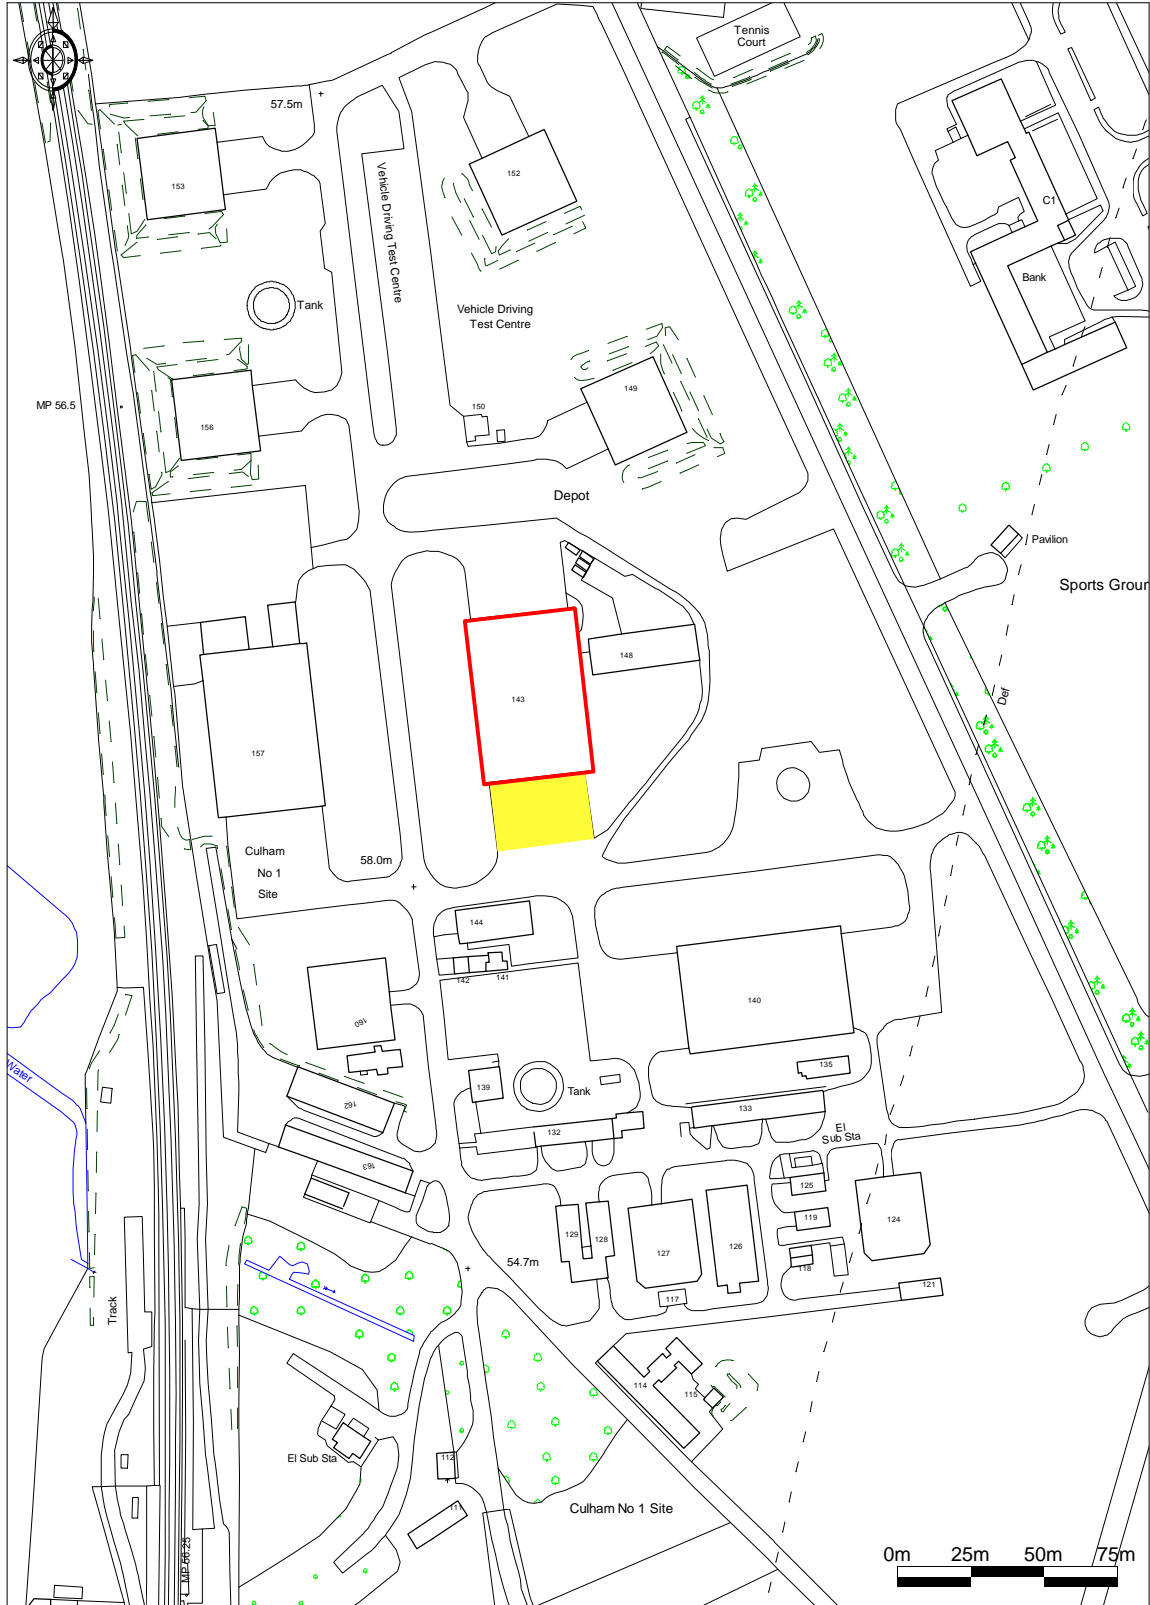 Tennis
Court
57.5m
152
153
Vehicle Driving Test Centre
C1
Bank
Tank
Vehicle Driving
Test Centre
149
MP 56.5
150
156
Depot
Pavilion
Sports Groun
148
Def
143
157
Culham
No 1
Site
58.0m
144
142
141
140
160
135
Water
139
Tank
162
133
132
El
Sub Sta
163
125
119
124
129
128
127
126
118
54.7m
121
117
Track
114
115
El Sub Sta
112
111
Culham No 1 Site
MP 56.25
0m
25m
50m
75m